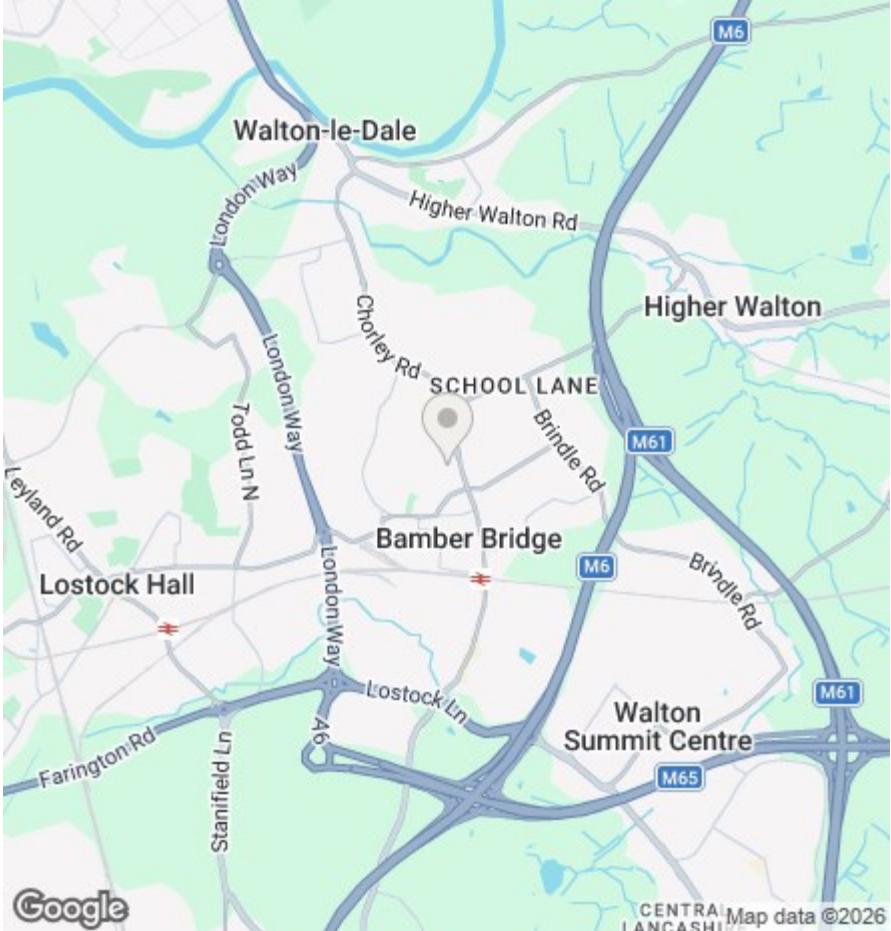 M6
Walton-le-Dale
London Way
Higher Walton Rd
Higher Walton
Chorley Rd
London Way
SCHOOL LANE
Todd Ln N
Brindle Rd
M61
Leyland Rd
Bamber Bridge
M6
Brindle Rd
Lostock Hall
London Way
Lostock Ln
M61
Walton
Summit Centre
A6
Farington Rd
Stanifield Ln
M65
Google
CENTRAL
LANCASHIRE
Map data ©2026